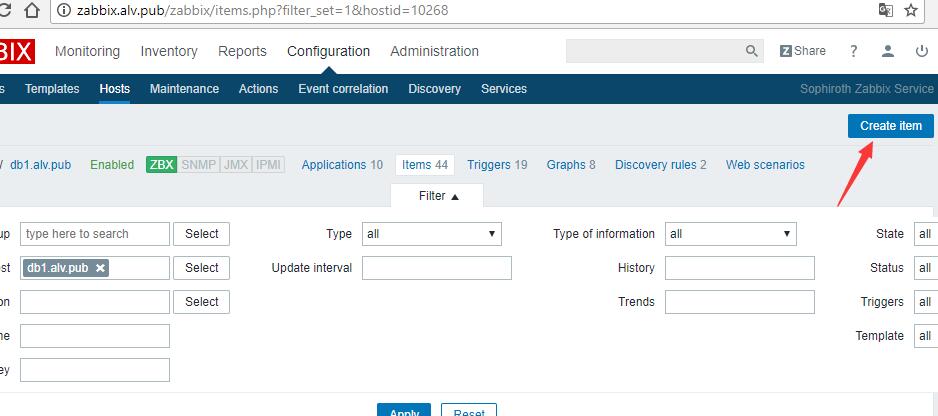 zabbix.alv.pub/zabbix/items.php?filter_set=1&hostid=10268
BIX Monitoring Inventory Reports Configuration Administration Z Share ?
s Templates Hosts Maintenance Actions Event correlation Discovery Services Sophiroth Zabbix Service
Create item
/ db1.alv.pub Enabled ZBX SNMP JMX IPMI Applications 10 Items 44 Triggers 19 Graphs 8 Discovery rules 2 Web scenarios
Filter ▲
up type here to search Select Type all Type of information all State all
st db1.alv.pub × Select Update interval History Status all
on Select Trends Triggers all
me Template all
ey
Apply Reset